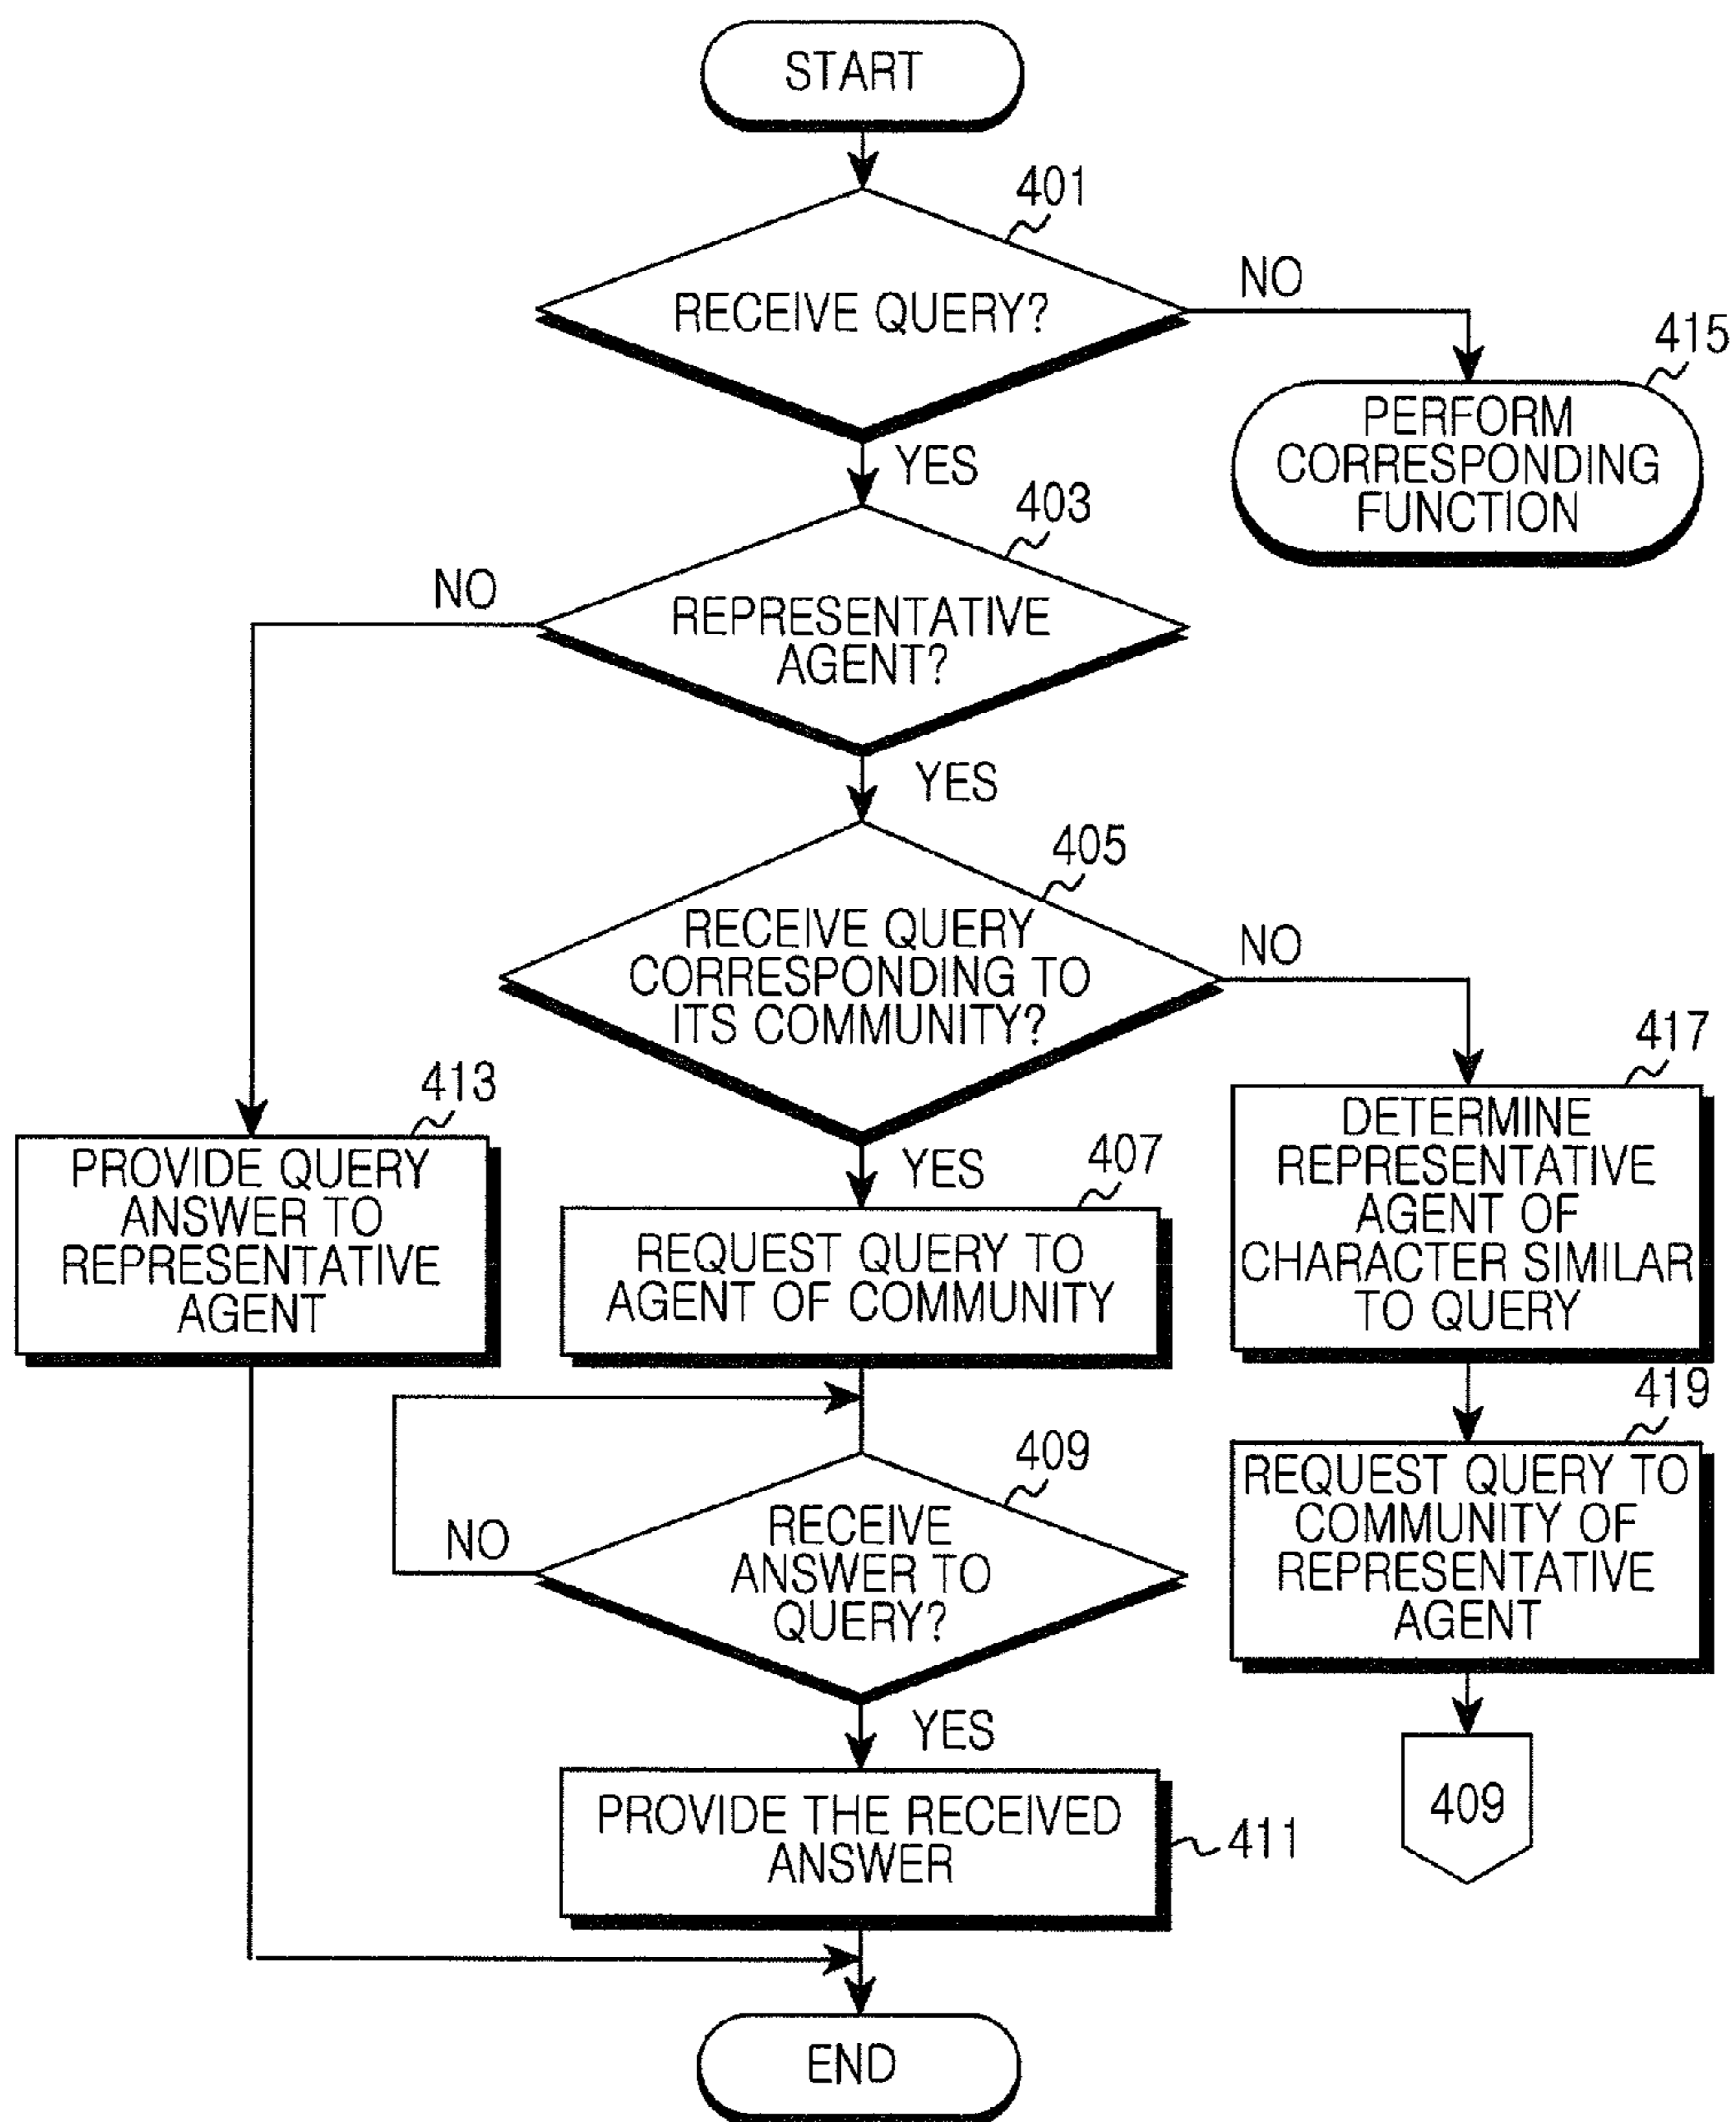 START
401
RECEIVE QUERY?
NO
415
PERFORM
CORRESPONDING
FUNCTION
YES
403
NO
REPRESENTATIVE
AGENT?
YES
405
RECEIVE QUERY
CORRESPONDING TO
ITS COMMUNITY?
NO
417
DETERMINE
REPRESENTATIVE
AGENT OF
CHARACTER SIMILAR
TO QUERY
413
PROVIDE QUERY
ANSWER TO
REPRESENTATIVE
AGENT
YES
407
REQUEST QUERY TO
AGENT OF COMMUNITY
419
REQUEST QUERY TO
COMMUNITY OF
REPRESENTATIVE
AGENT
409
NO
RECEIVE
ANSWER TO
QUERY?
YES
409
PROVIDE THE RECEIVED
ANSWER
411
END